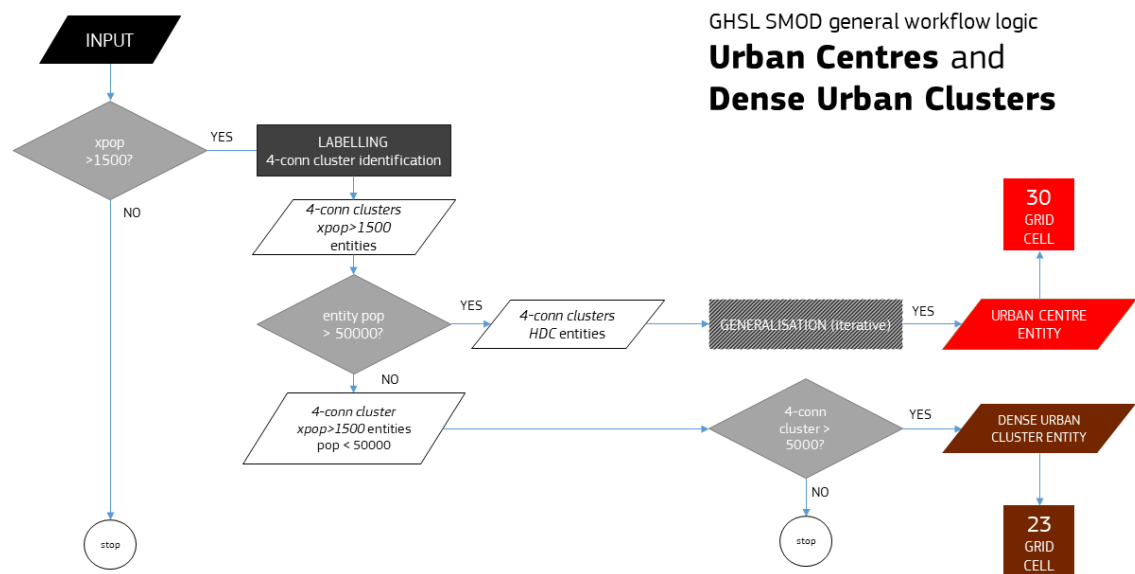 GHSL SMOD general workflow logic
Urban Centres and
Dense Urban Clusters
INPUT
xpop
>1500?
YES
NO
LABELLING
4-conn cluster identification
4-conn clusters
xpop>1500
entities
entity pop
> 50000?
YES
NO
4-conn clusters
HDC entities
GENERALISATION (iterative)
YES
URBAN CENTRE
ENTITY
30
GRID
CELL
4-conn cluster
xpop>1500 entities
pop < 50000
4-conn
cluster >
5000?
YES
NO
DENSE URBAN
CLUSTER ENTITY
23
GRID
CELL
stop
stop